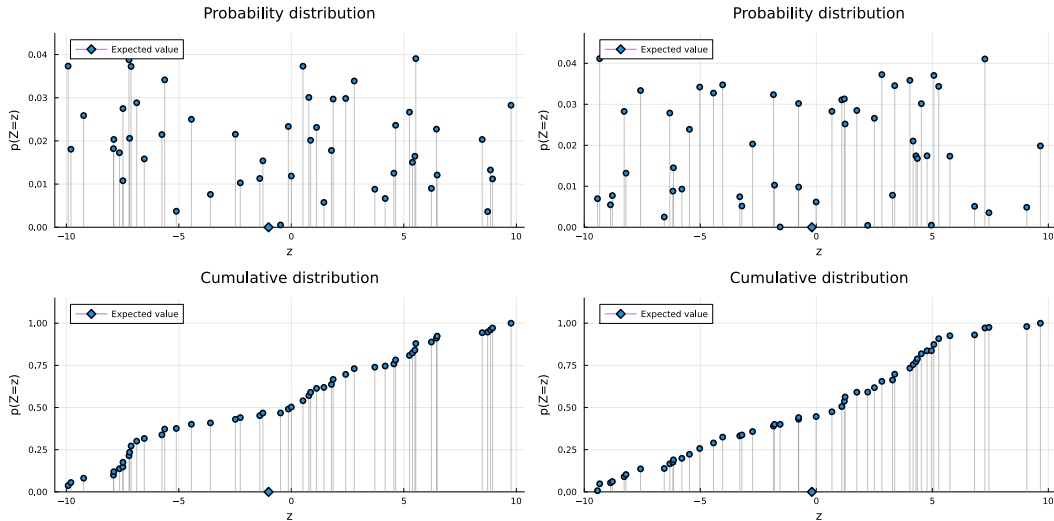 Probability distribution
Expected value
p(Z=z)
0.04
0.03
0.02
0.01
0.00
−10
−5
0
5
10
z
Probability distribution
Expected value
p(Z=z)
0.04
0.03
0.02
0.01
0.00
−10
−5
0
5
10
z
Cumulative distribution
Expected value
p(Z=z)
1.00
0.75
0.50
0.25
0.00
−10
−5
0
5
10
z
Cumulative distribution
Expected value
p(Z=z)
1.00
0.75
0.50
0.25
0.00
−10
−5
0
5
10
z